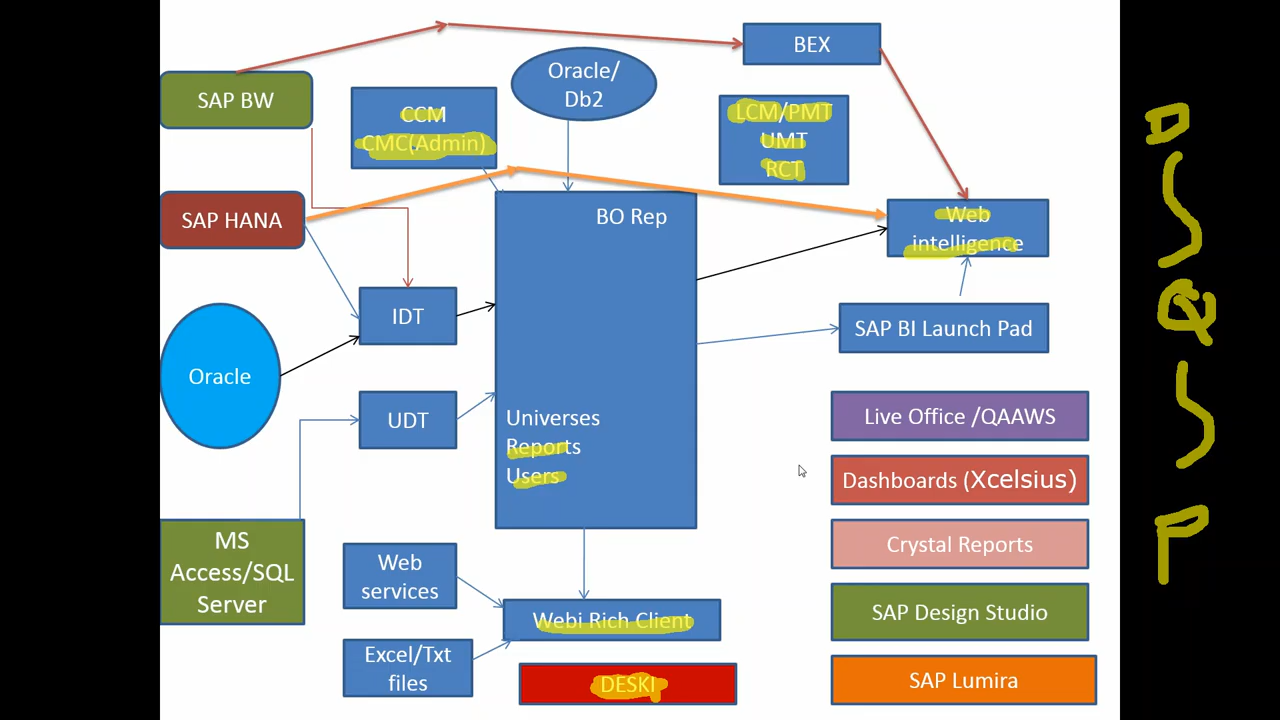 BEX
Oracle/
Db2
SAP BW
CCM
CMC(Admin)
LCM/PMT
UMT
RCT
SAP HANA
BO Rep
Web
intelligence
IDT
SAP BI Launch Pad
Oracle
UDT
Universes
Reports
Users
Live Office /QAAWS
Dashboards (Xcelsius)
MS
Access/SQL
Server
Crystal Reports
Web
services
Webi Rich Client
SAP Design Studio
Excel/Txt
files
DESKI
SAP Lumira
D
S
Q
S
P